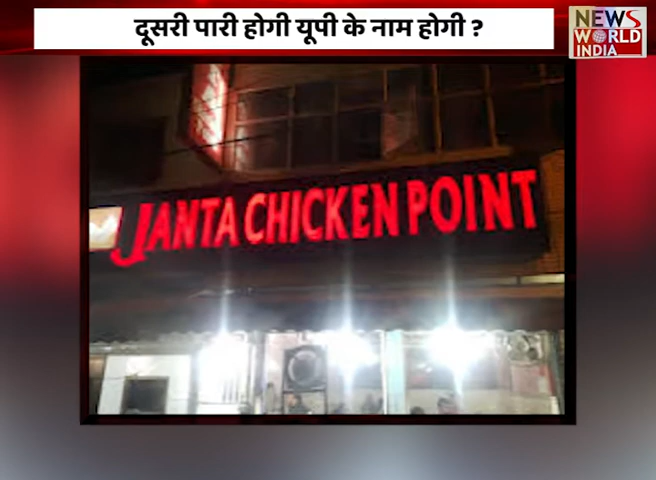 दूसरी पारी होगी यूपी के नाम होगी ?
NEWS
WORLD
INDIA
JANTA CHICKEN POINT